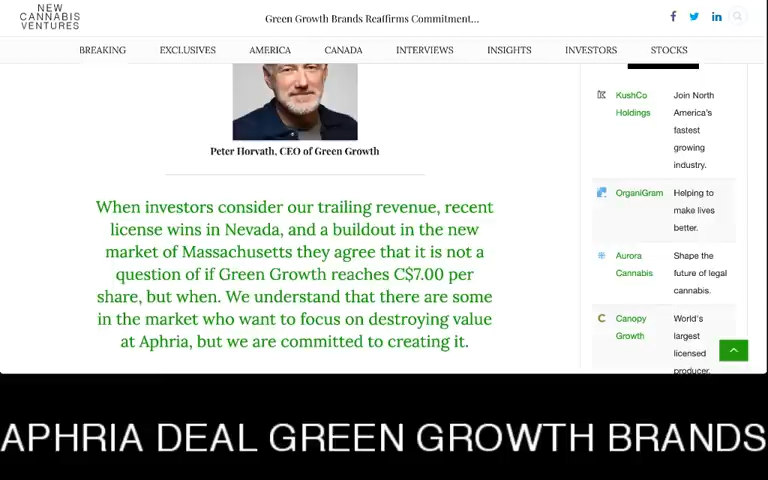 NEW
CANNABIS
VENTURES
Green Growth Brands Reaffirms Commitment...
BREAKING EXCLUSIVES AMERICA CANADA INTERVIEWS INSIGHTS INVESTORS STOCKS
Peter Horvath, CEO of Green Growth
When investors consider our trailing revenue, recent
license wins in Nevada, and a buildout in the new
market of Massachusetts they agree that it is not a
question of if Green Growth reaches C$7.00 per
share, but when. We understand that there are some
in the market who want to focus on destroying value
at Aphria, but we are committed to creating it.
KushCo
Holdings
Join North
America's
fastest
growing
industry.
OrganiGram
Helping to
make lives
better.
Aurora
Cannabis
Shape the
future of legal
cannabis.
Canopy
Growth
World's
largest
licensed
producer.
APHRIA DEAL GREEN GROWTH BRANDS